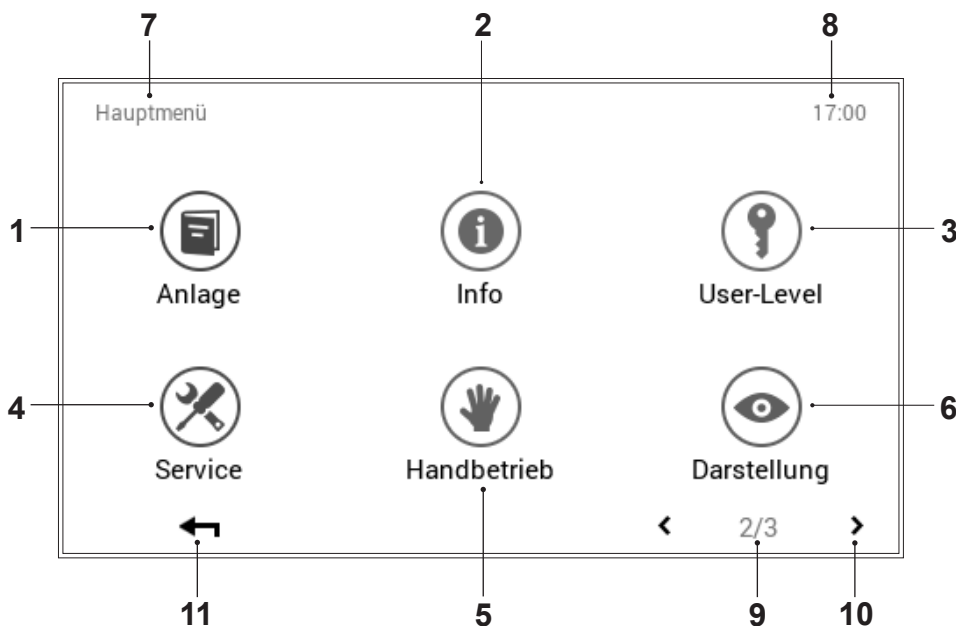 7 2 8
Hauptmenü 17:00
1 3
Anlage Info User-Level
4 6
Service Handbetrieb Darstellung
2/3
11 5 9 10